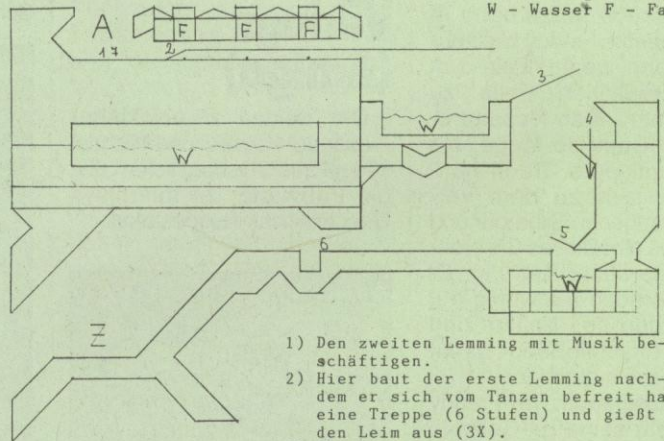 W - Wasser F - Fa
A
F F F
1 7
2
3
W
4
W
5
6
W
Z
1) Den zweiten Lemming mit Musik be-
schäftigen.
2) Hier baut der erste Lemming nach-
dem er sich vom Tanzen befreit ha
eine Treppe (6 Stufen) und gießt
den Leim aus (3X).